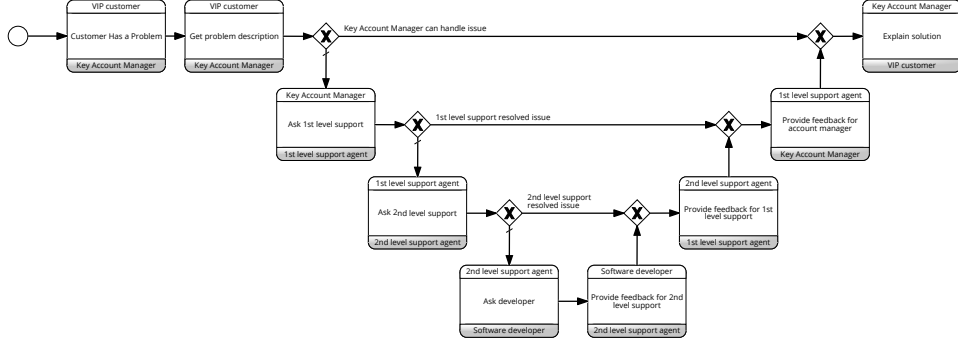 VIP customer
Customer Has a Problem
Key Account Manager
VIP customer
Get problem description
Key Account Manager
Key Account Manager can handle issue
Key Account Manager
Explain solution
VIP customer
Key Account Manager
Ask 1st level support
1st level support agent
1st level support resolved issue
1st level support agent
Provide feedback for
account manager
Key Account Manager
1st level support agent
Ask 2nd level support
2nd level support agent
2nd level support
resolved issue
2nd level support agent
Provide feedback for 1st
level support
1st level support agent
2nd level support agent
Ask developer
Software developer
Software developer
Provide feedback for 2nd
level support
2nd level support agent